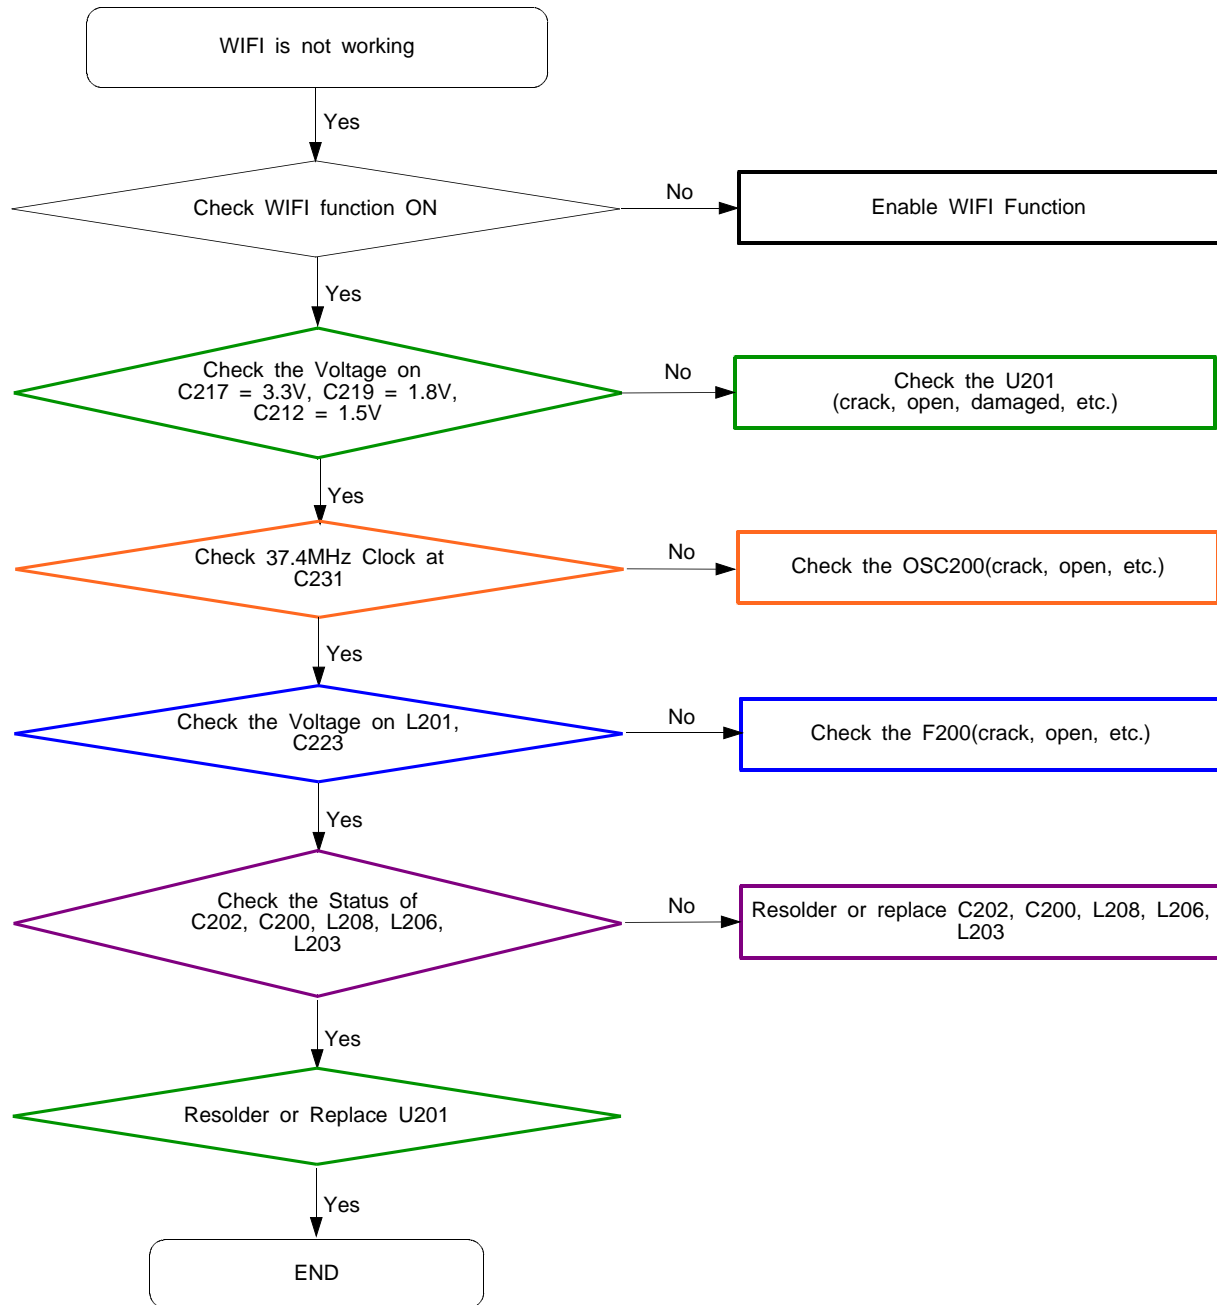 WIFI is not working
Yes
Check WIFI function ON
No
Enable WIFI Function
Yes
Check the Voltage on
C217 = 3.3V, C219 = 1.8V,
C212 = 1.5V
No
Check the U201
(crack, open, damaged, etc.)
Yes
Check 37.4MHz Clock at
C231
No
Check the OSC200(crack, open, etc.)
Yes
Check the Voltage on L201,
C223
No
Check the F200(crack, open, etc.)
Yes
Check the Status of
C202, C200, L208, L206,
L203
No
Resolder or replace C202, C200, L208, L206,
L203
Yes
Resolder or Replace U201
Yes
END